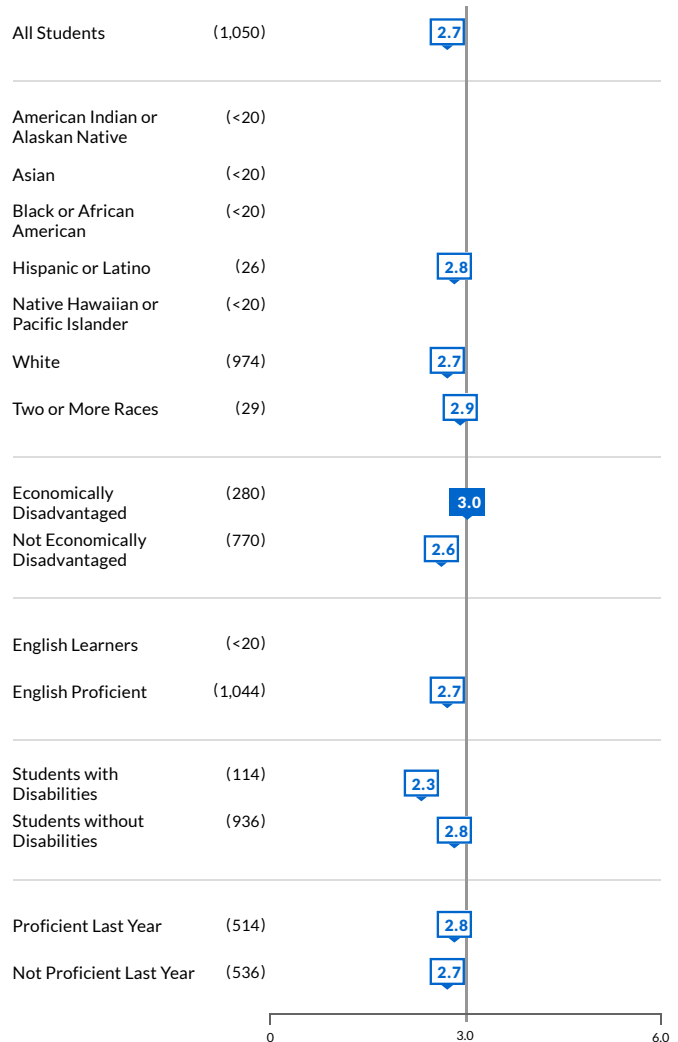 All Students (1,050) 2.7
American Indian or (<20)
Alaskan Native
Asian (<20)
Black or African (<20)
American
Hispanic or Latino (26) 2.8
Native Hawaiian or (<20)
Pacific Islander
White (974) 2.7
Two or More Races (29) 2.9
Economically (280) 3.0
Disadvantaged
Not Economically (770) 2.6
Disadvantaged
English Learners (<20)
English Proficient (1,044) 2.7
Students with (114) 2.3
Disabilities
Students without (936) 2.8
Disabilities
Proficient Last Year (514) 2.8
Not Proficient Last Year (536) 2.7
0 3.0 6.0